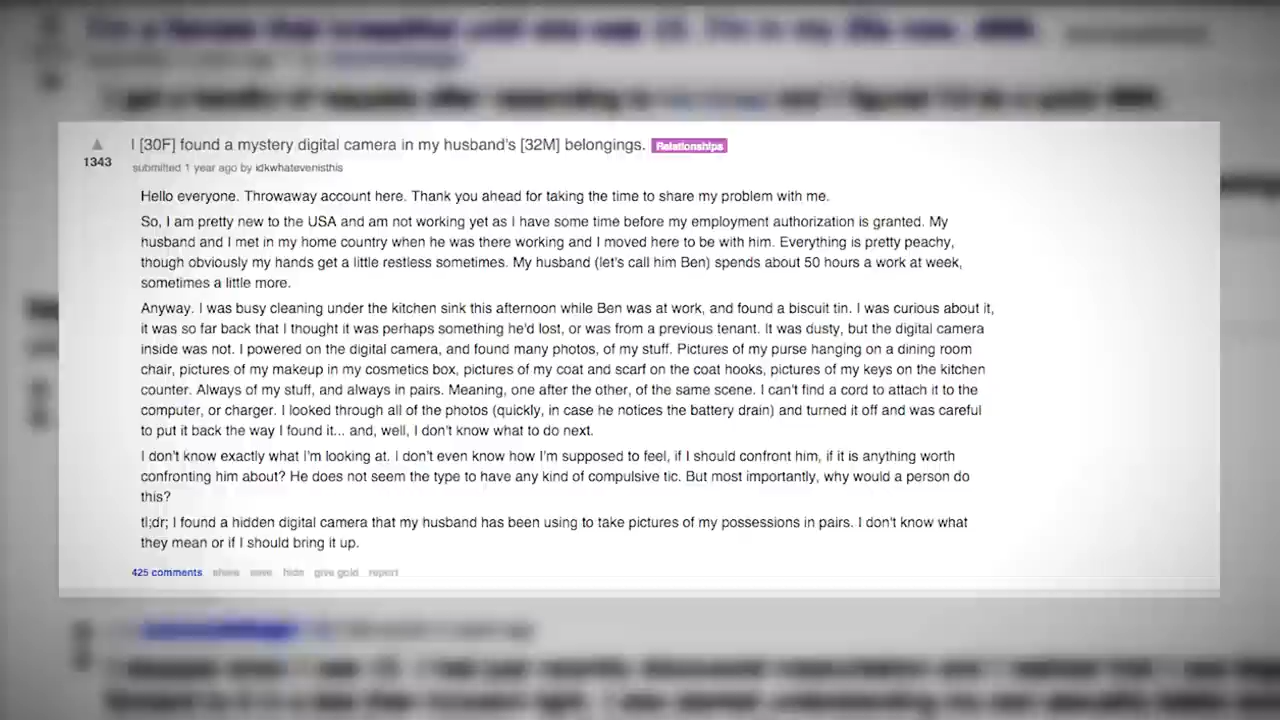 I [30F] found a mystery digital camera in my husband's [32M] belongings. Relationships
1343
submitted 1 year ago by idkwhatevenisthis
Hello everyone. Throwaway account here. Thank you ahead for taking the time to share my problem with me.
So, I am pretty new to the USA and am not working yet as I have some time before my employment authorization is granted. My
husband and I met in my home country when he was there working and I moved here to be with him. Everything is pretty peachy,
though obviously my hands get a little restless sometimes. My husband (let's call him Ben) spends about 50 hours a work at week,
sometimes a little more.
Anyway. I was busy cleaning under the kitchen sink this afternoon while Ben was at work, and found a biscuit tin. I was curious about it,
it was so far back that I thought it was perhaps something he'd lost, or was from a previous tenant. It was dusty, but the digital camera
inside was not. I powered on the digital camera, and found many photos, of my stuff. Pictures of my purse hanging on a dining room
chair, pictures of my makeup in my cosmetics box, pictures of my coat and scarf on the coat hooks, pictures of my keys on the kitchen
counter. Always of my stuff, and always in pairs. Meaning, one after the other, of the same scene. I can't find a cord to attach it to the
computer, or charger. I looked through all of the photos (quickly, in case he notices the battery drain) and turned it off and was careful
to put it back the way I found it... and, well, I don't know what to do next.
I don't know exactly what I'm looking at. I don't even know how I'm supposed to feel, if I should confront him, if it is anything worth
confronting him about? He does not seem the type to have any kind of compulsive tic. But most importantly, why would a person do
this?
tl;dr; I found a hidden digital camera that my husband has been using to take pictures of my possessions in pairs. I don't know what
they mean or if I should bring it up.
425 comments share save hide give gold report